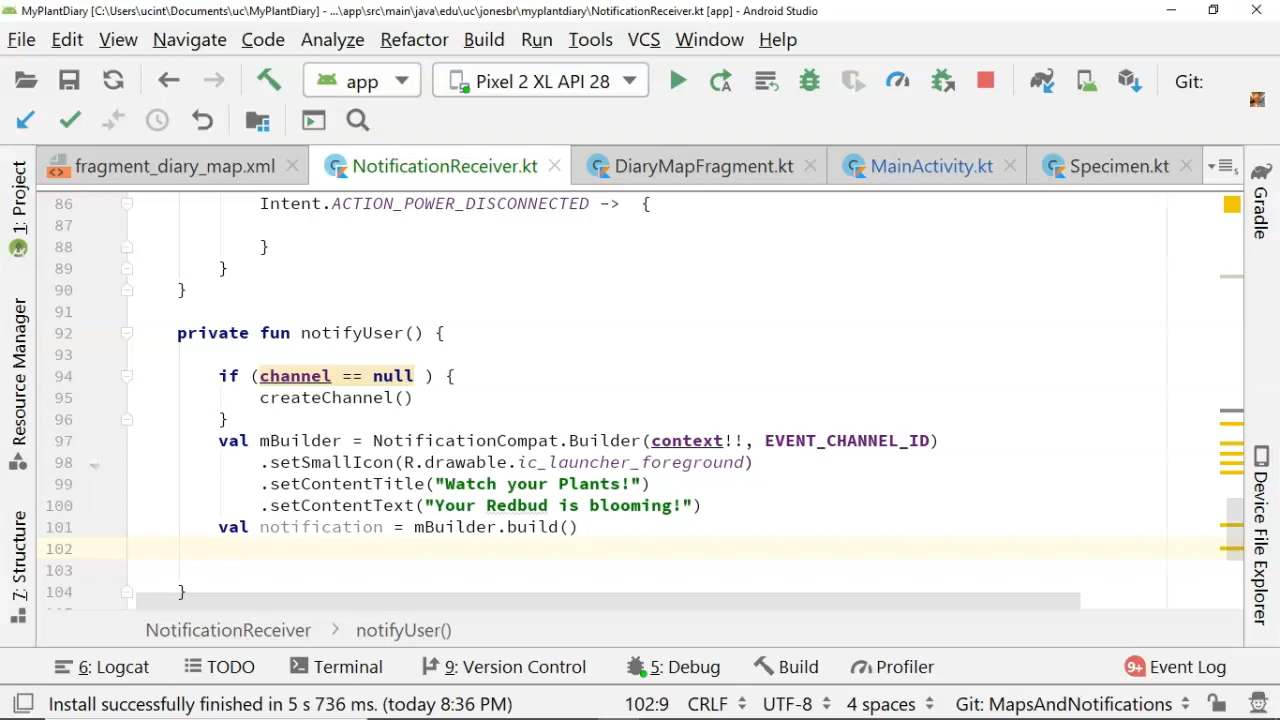 MyPlantDiary [C:\Users\ucint\Documents\uc\MyPlantDiary] - ...\app\src\main\java\edu\uc\jonesbr\myplantdiary\NotificationReceiver.kt [app] - Android Studio
File Edit View Navigate Code Analyze Refactor Build Run Tools VCS Window Help
app Pixel 2 XL API 28 Git:
fragment_diary_map.xml NotificationReceiver.kt DiaryMapFragment.kt MainActivity.kt Specimen.kt
1: Project
Resource Manager
7: Structure
86 Intent.ACTION_POWER_DISCONNECTED -> {
87
88 }
89 }
90 }
91
92 private fun notifyUser() {
93
94 if (channel == null ) {
95 createChannel()
96 }
97 val mBuilder = NotificationCompat.Builder(context!!, EVENT_CHANNEL_ID)
98 .setSmallIcon(R.drawable.ic_launcher_foreground)
99 .setContentTitle("Watch your Plants!")
100 .setContentText("Your Redbud is blooming!")
101 val notification = mBuilder.build()
102
103
104 }
Gradle
Device File Explorer
NotificationReceiver > notifyUser()
6: Logcat TODO Terminal 9: Version Control 5: Debug Build Profiler 9+ Event Log
Install successfully finished in 5 s 736 ms. (today 8:36 PM) 102:9 CRLF UTF-8 4 spaces Git: MapsAndNotifications